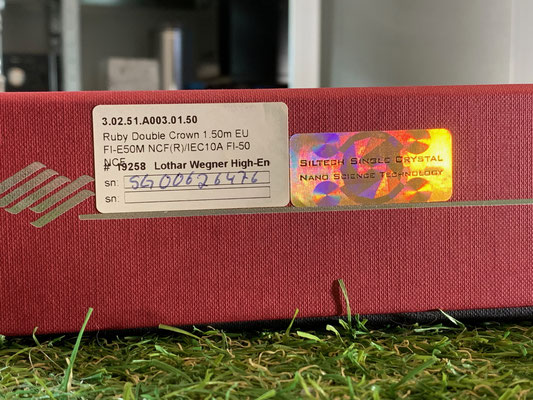 3.02.51.A003.01.50
Ruby Double Crown 1.50m EU
FI-E50M NCF(R)/IEC10A FI-50
NCF
# 19258 Lothar Wegner High-En
sn: SG00626476
sn:
SILTECH SINGLE CRYSTAL
NANO SCIENCE TECHNOLOGY